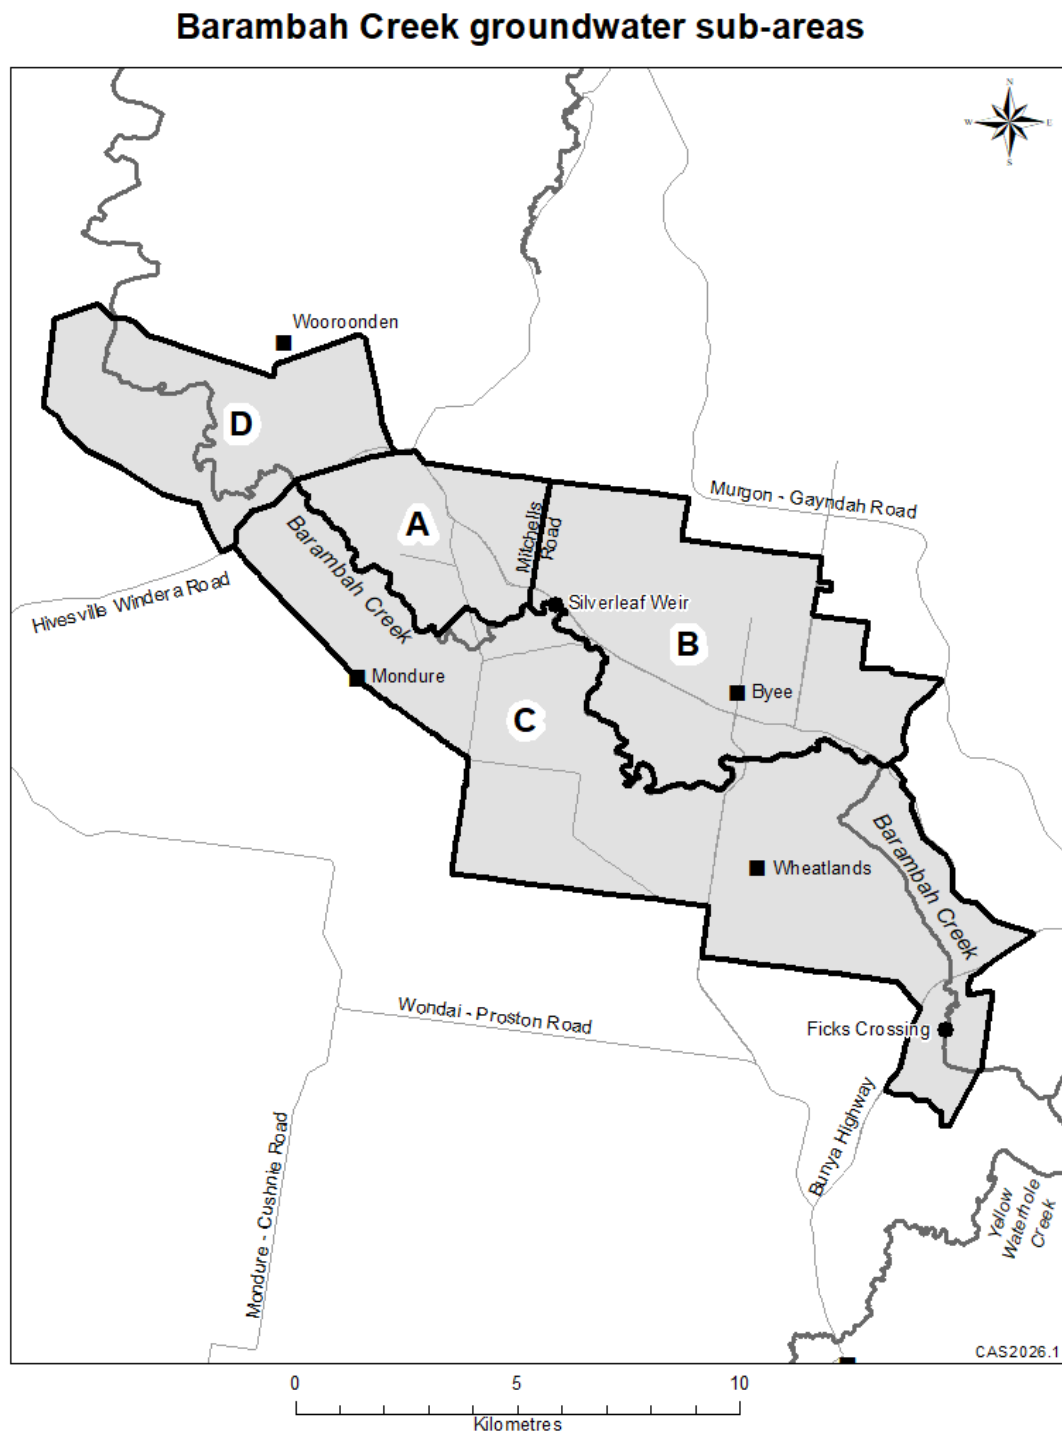 Barambah Creek groundwater sub-areas
N
W
E
S
Wooroonden
D
Murgon - Gayndah Road
A
Mitchells
Road
Barambah Creek
Hivesville Windera Road
Silverleaf Weir
B
Mondure
Byee
C
Barambah Creek
Wheatlands
Wondai - Proston Road
Ficks Crossing
Bunya Highway
Mondure - Cushnie Road
Yellow
Waterhole
Creek
CAS2026.1
0 5 10
Kilometres